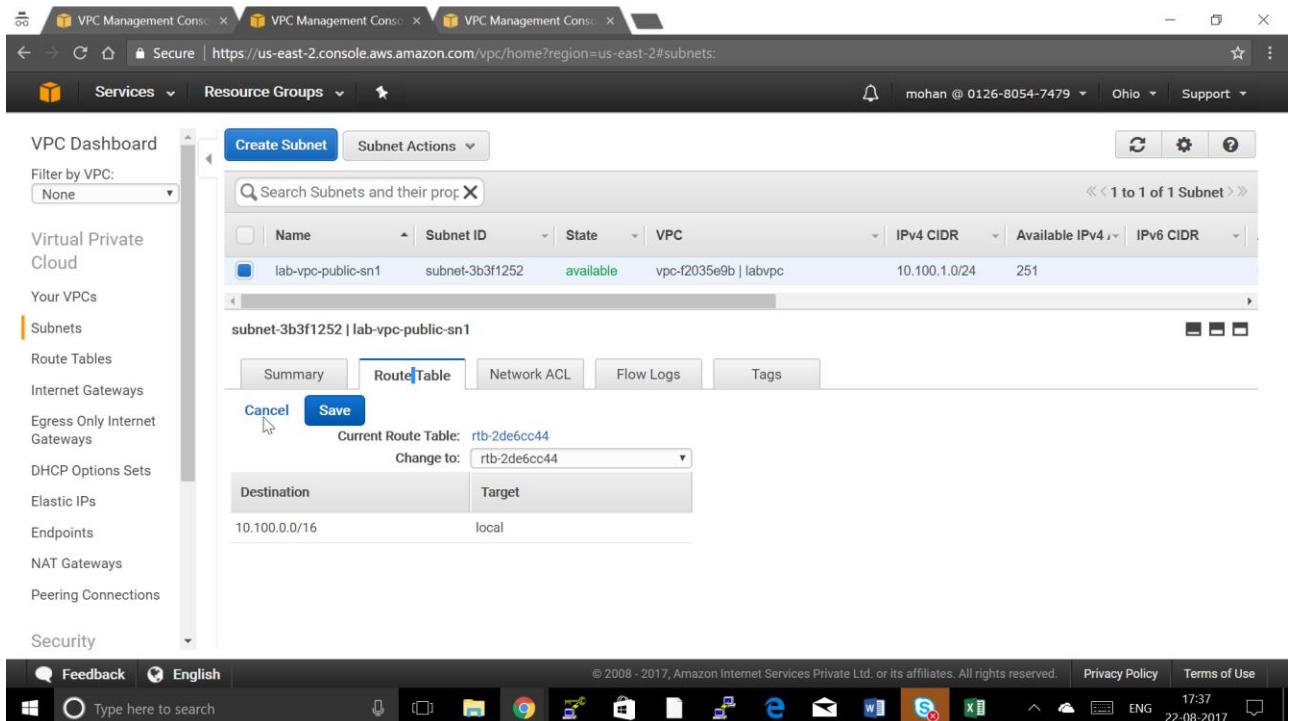 VPC Management Conso
VPC Management Conso
VPC Management Conso
Secure https://us-east-2.console.aws.amazon.com/vpc/home?region=us-east-2#subnets:
Services Resource Groups mohan @ 0126-8054-7479 Ohio Support
VPC Dashboard
Filter by VPC:
None
Virtual Private
Cloud
Your VPCs
Subnets
Route Tables
Internet Gateways
Egress Only Internet
Gateways
DHCP Options Sets
Elastic IPs
Endpoints
NAT Gateways
Peering Connections
Security
Create Subnet Subnet Actions
Search Subnets and their prop 1 to 1 of 1 Subnet
Name Subnet ID State VPC IPv4 CIDR Available IPv4 IPv6 CIDR
lab-vpc-public-sn1 subnet-3b3f1252 available vpc-f2035e9b | labvpc 10.100.1.0/24 251
subnet-3b3f1252 | lab-vpc-public-sn1
Summary Route Table Network ACL Flow Logs Tags
Cancel Save
Current Route Table: rtb-2de6cc44
Change to: rtb-2de6cc44
Destination Target
10.100.0.0/16 local
Feedback English © 2008 - 2017, Amazon Internet Services Private Ltd. or its affiliates. All rights reserved. Privacy Policy Terms of Use
Type here to search ENG 17:37
22-08-2017